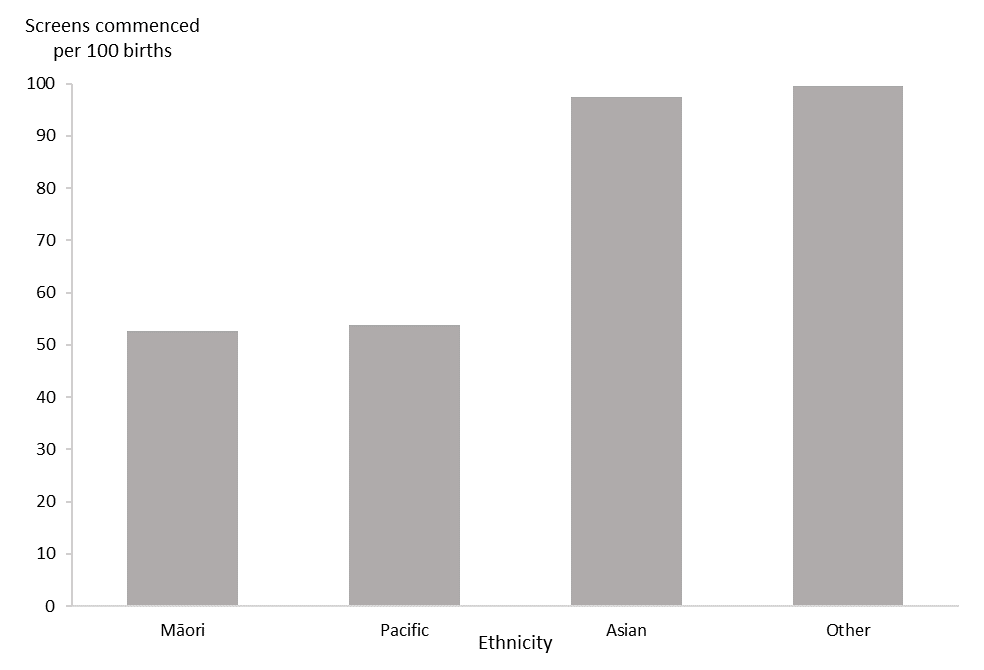 Screens commenced
per 100 births
100
90
80
70
60
50
40
30
20
10
0
Māori
Pacific
Asian
Other
Ethnicity